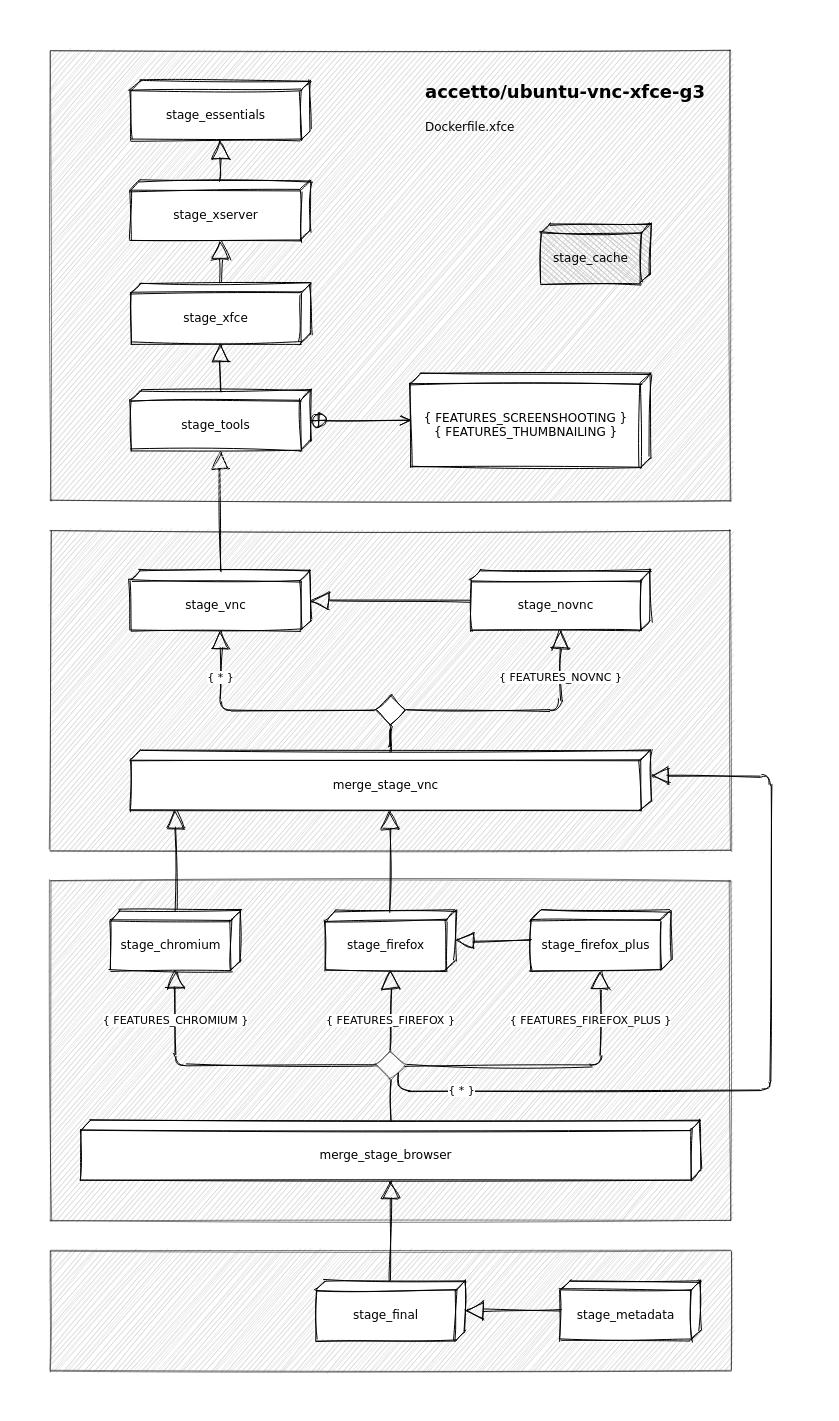 accetto/ubuntu-vnc-xfce-g3
Dockerfile.xfce
stage_essentials
stage_xserver
stage_cache
stage_xfce
stage_tools
{ FEATURES_SCREENSHOOTING }
{ FEATURES_THUMBNAILING }
stage_vnc
stage_novnc
{ * }
{ FEATURES_NOVNC }
merge_stage_vnc
stage_chromium
stage_firefox
stage_firefox_plus
{ FEATURES_CHROMIUM }
{ FEATURES_FIREFOX }
{ FEATURES_FIREFOX_PLUS }
{ * }
merge_stage_browser
stage_final
stage_metadata